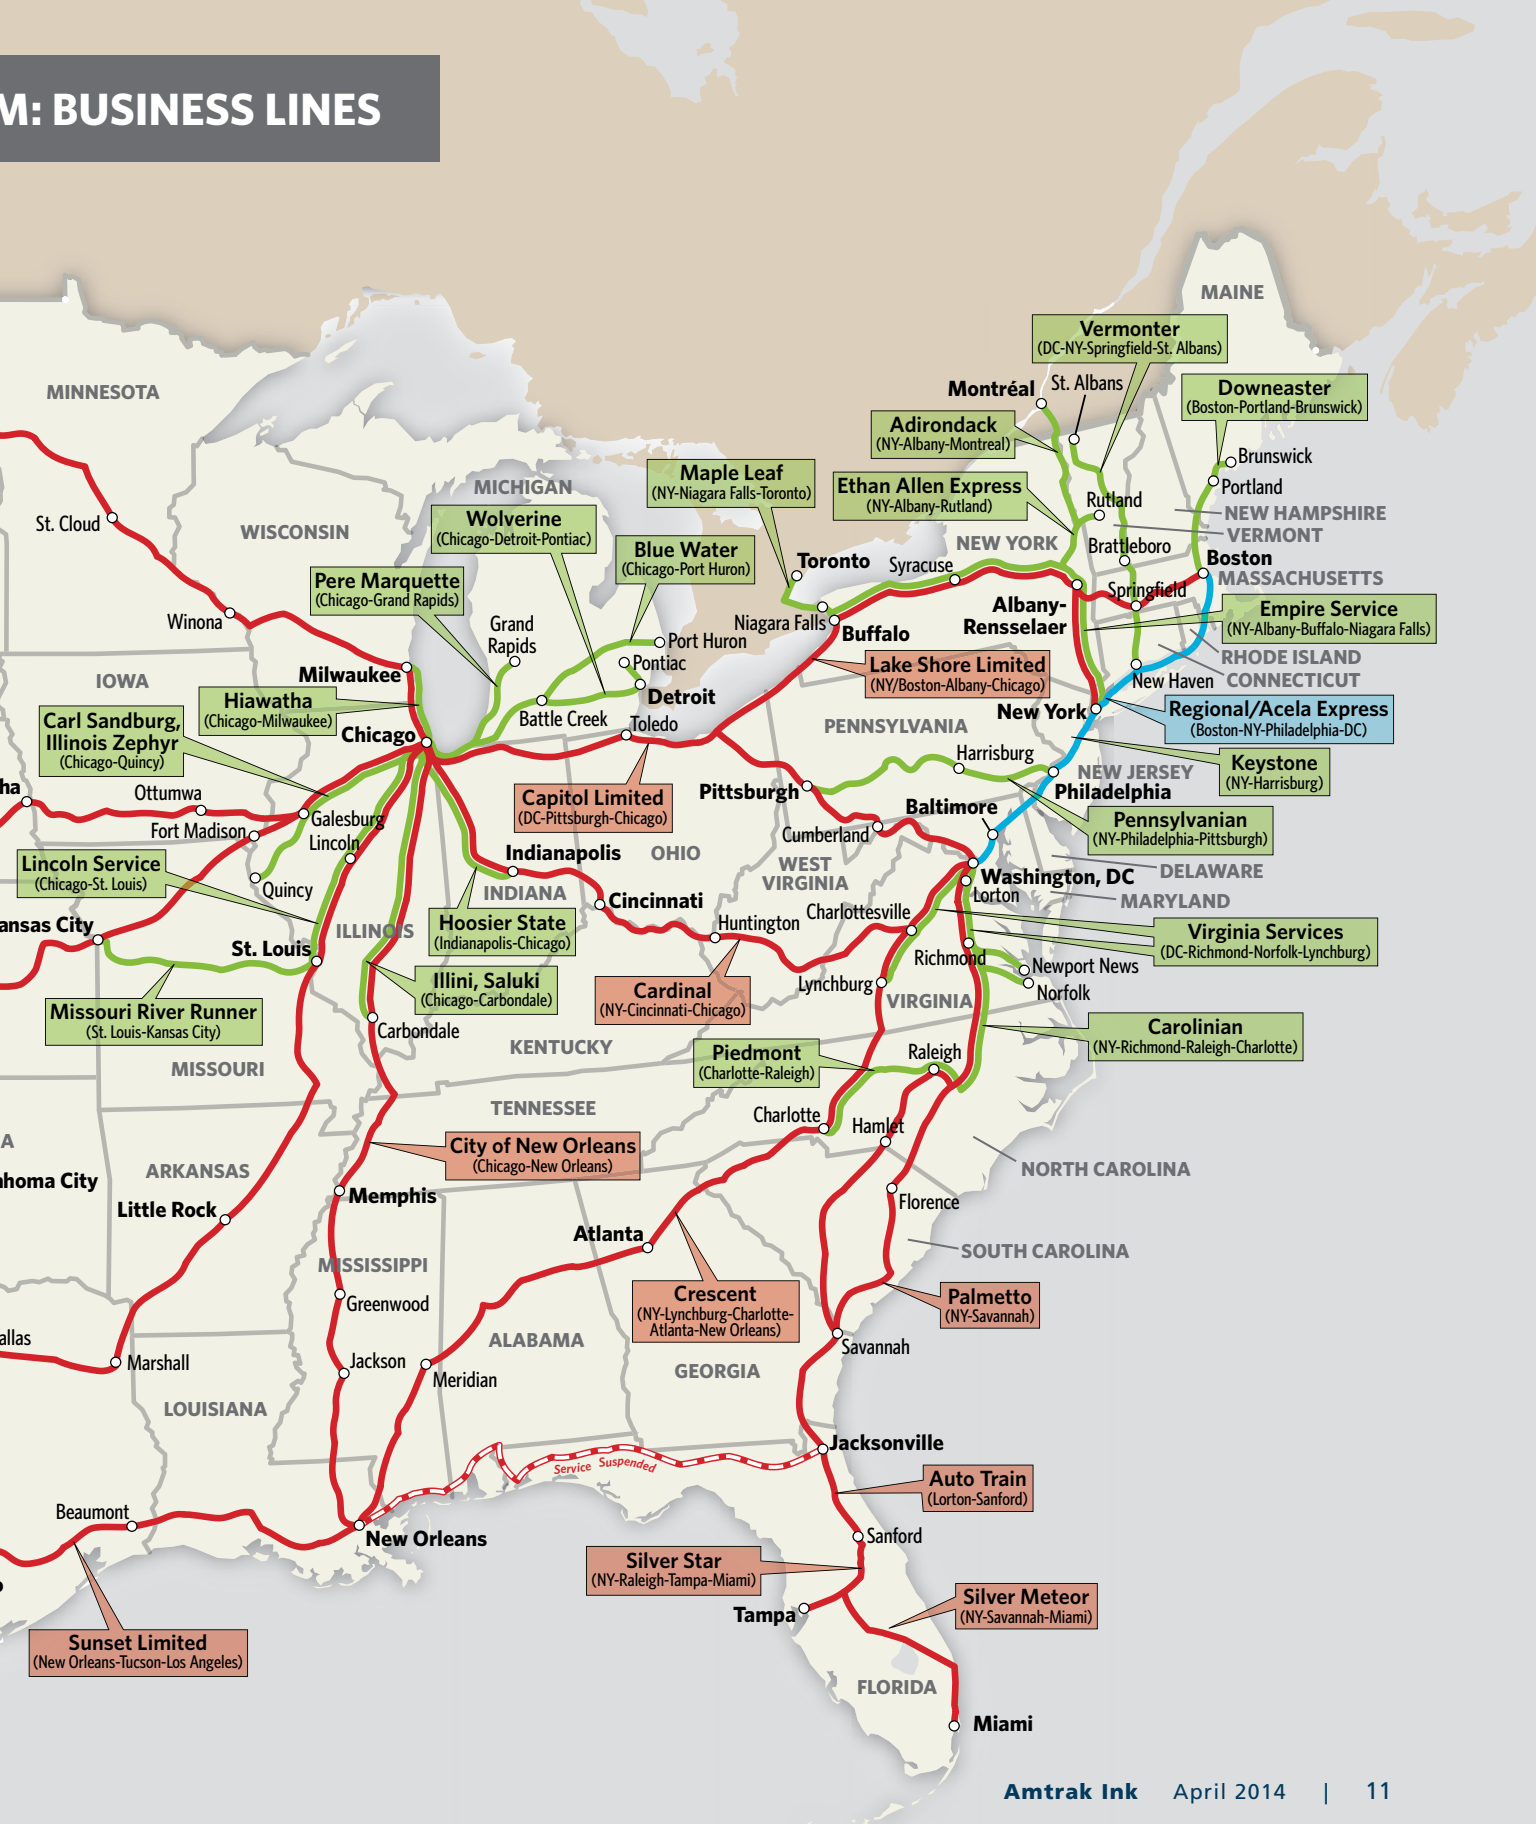 M: BUSINESS LINES
MAINE
Vermonter
(DC-NY-Springfield-St. Albans)
MINNESOTA
Montréal
St. Albans
Downeaster
(Boston-Portland-Brunswick)
Adirondack
(NY-Albany-Montreal)
Brunswick
Portland
MICHIGAN
Maple Leaf
(NY-Niagara Falls-Toronto)
Ethan Allen Express
(NY-Albany-Rutland)
Rutland
NEW HAMPSHIRE
VERMONT
St. Cloud
WISCONSIN
Wolverine
(Chicago-Detroit-Pontiac)
Blue Water
(Chicago-Port Huron)
NEW YORK
Brattleboro
Boston
MASSACHUSETTS
Toronto
Syracuse
Pere Marquette
(Chicago-Grand Rapids)
Springfield
Albany-
Rensselaer
Empire Service
(NY-Albany-Buffalo-Niagara Falls)
Winona
Grand
Rapids
Niagara Falls
Buffalo
Port Huron
Pontiac
Lake Shore Limited
(NY/Boston-Albany-Chicago)
RHODE ISLAND
CONNECTICUT
New Haven
Milwaukee
IOWA
Hiawatha
(Chicago-Milwaukee)
Detroit
Battle Creek
Toledo
New York
Regional/Acela Express
(Boston-NY-Philadelphia-DC)
PENNSYLVANIA
Carl Sandburg,
Illinois Zephyr
(Chicago-Quincy)
Chicago
Harrisburg
Keystone
(NY-Harrisburg)
NEW JERSEY
Philadelphia
ha
Ottumwa
Capitol Limited
(DC-Pittsburgh-Chicago)
Pittsburgh
Baltimore
Pennsylvanian
(NY-Philadelphia-Pittsburgh)
Fort Madison
Galesburg
Lincoln
Cumberland
Indianapolis
OHIO
WEST
VIRGINIA
DELAWARE
Washington, DC
Lincoln Service
(Chicago-St. Louis)
Quincy
INDIANA
Lorton
MARYLAND
Cincinnati
Huntington
Charlottesville
ansas City
St. Louis
ILLINOIS
Hoosier State
(Indianapolis-Chicago)
Virginia Services
(DC-Richmond-Norfolk-Lynchburg)
Richmond
Newport News
Norfolk
Illini, Saluki
(Chicago-Carbondale)
Cardinal
(NY-Cincinnati-Chicago)
Lynchburg
VIRGINIA
Missouri River Runner
(St. Louis-Kansas City)
Carbondale
KENTUCKY
Carolinian
(NY-Richmond-Raleigh-Charlotte)
MISSOURI
Piedmont
(Charlotte-Raleigh)
Raleigh
TENNESSEE
Charlotte
Hamlet
A
City of New Orleans
(Chicago-New Orleans)
NORTH CAROLINA
ARKANSAS
homa City
Memphis
Little Rock
Florence
Atlanta
SOUTH CAROLINA
MISSISSIPPI
Greenwood
Crescent
(NY-Lynchburg-Charlotte-
Atlanta-New Orleans)
Palmetto
(NY-Savannah)
allas
ALABAMA
Savannah
Marshall
Jackson
Meridian
GEORGIA
LOUISIANA
Jacksonville
Service Suspended
Auto Train
(Lorton-Sanford)
Beaumont
New Orleans
Sanford
Silver Star
(NY-Raleigh-Tampa-Miami)
Silver Meteor
(NY-Savannah-Miami)
Tampa
Sunset Limited
(New Orleans-Tucson-Los Angeles)
FLORIDA
Miami
Amtrak Ink April 2014 | 11